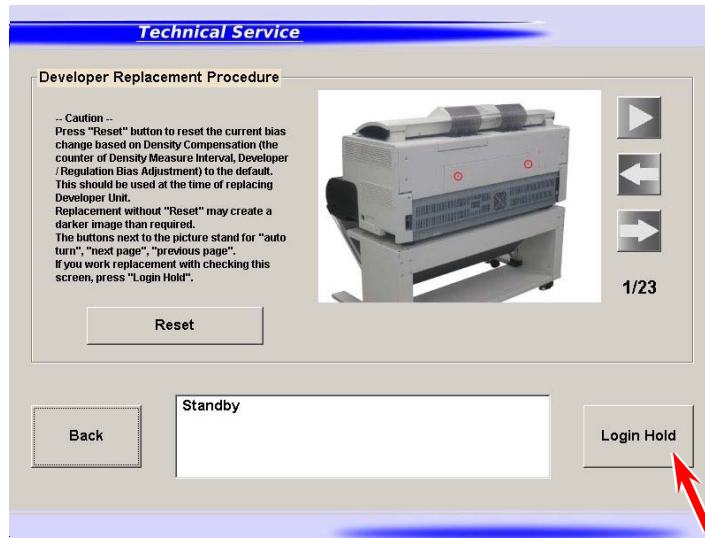 Technical Service
Developer Replacement Procedure
-- Caution --
Press "Reset" button to reset the current bias
change based on Density Compensation (the
counter of Density Measure Interval, Developer
/ Regulation Bias Adjustment) to the default.
This should be used at the time of replacing
Developer Unit.
Replacement without "Reset" may create a
darker image than required.
The buttons next to the picture stand for "auto
turn", "next page", "previous page".
If you work replacement with checking this
screen, press "Login Hold".
1/23
Reset
Standby
Back
Login Hold